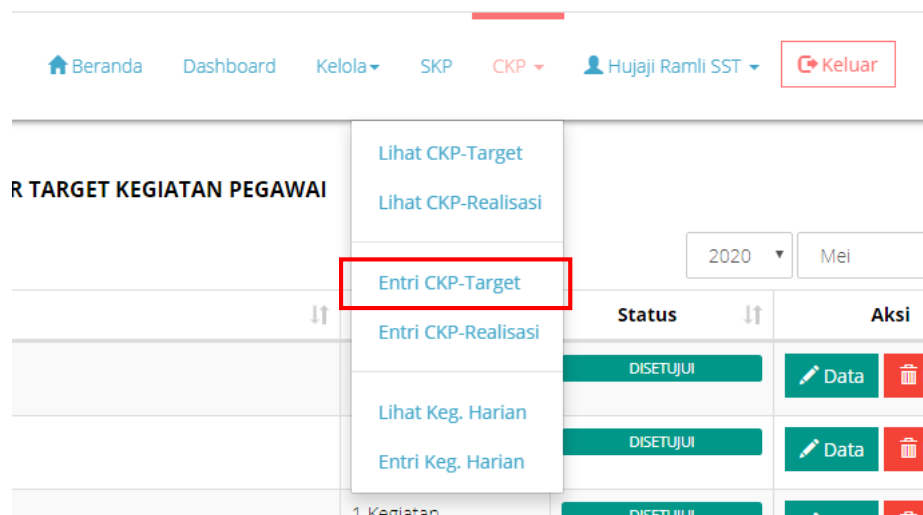 Beranda Dashboard Kelola SKP CKP Hujaji Ramli SST Keluar
Lihat CKP-Target
R TARGET KEGIATAN PEGAWAI
Lihat CKP-Realisasi
2020 Mei
Entri CKP-Target
Status Aksi
Entri CKP-Realisasi
DISETUJUI Data
Lihat Keg. Harian
DISETUJUI Data
Entri Keg. Harian
1 Kegiatan DISETUJUI